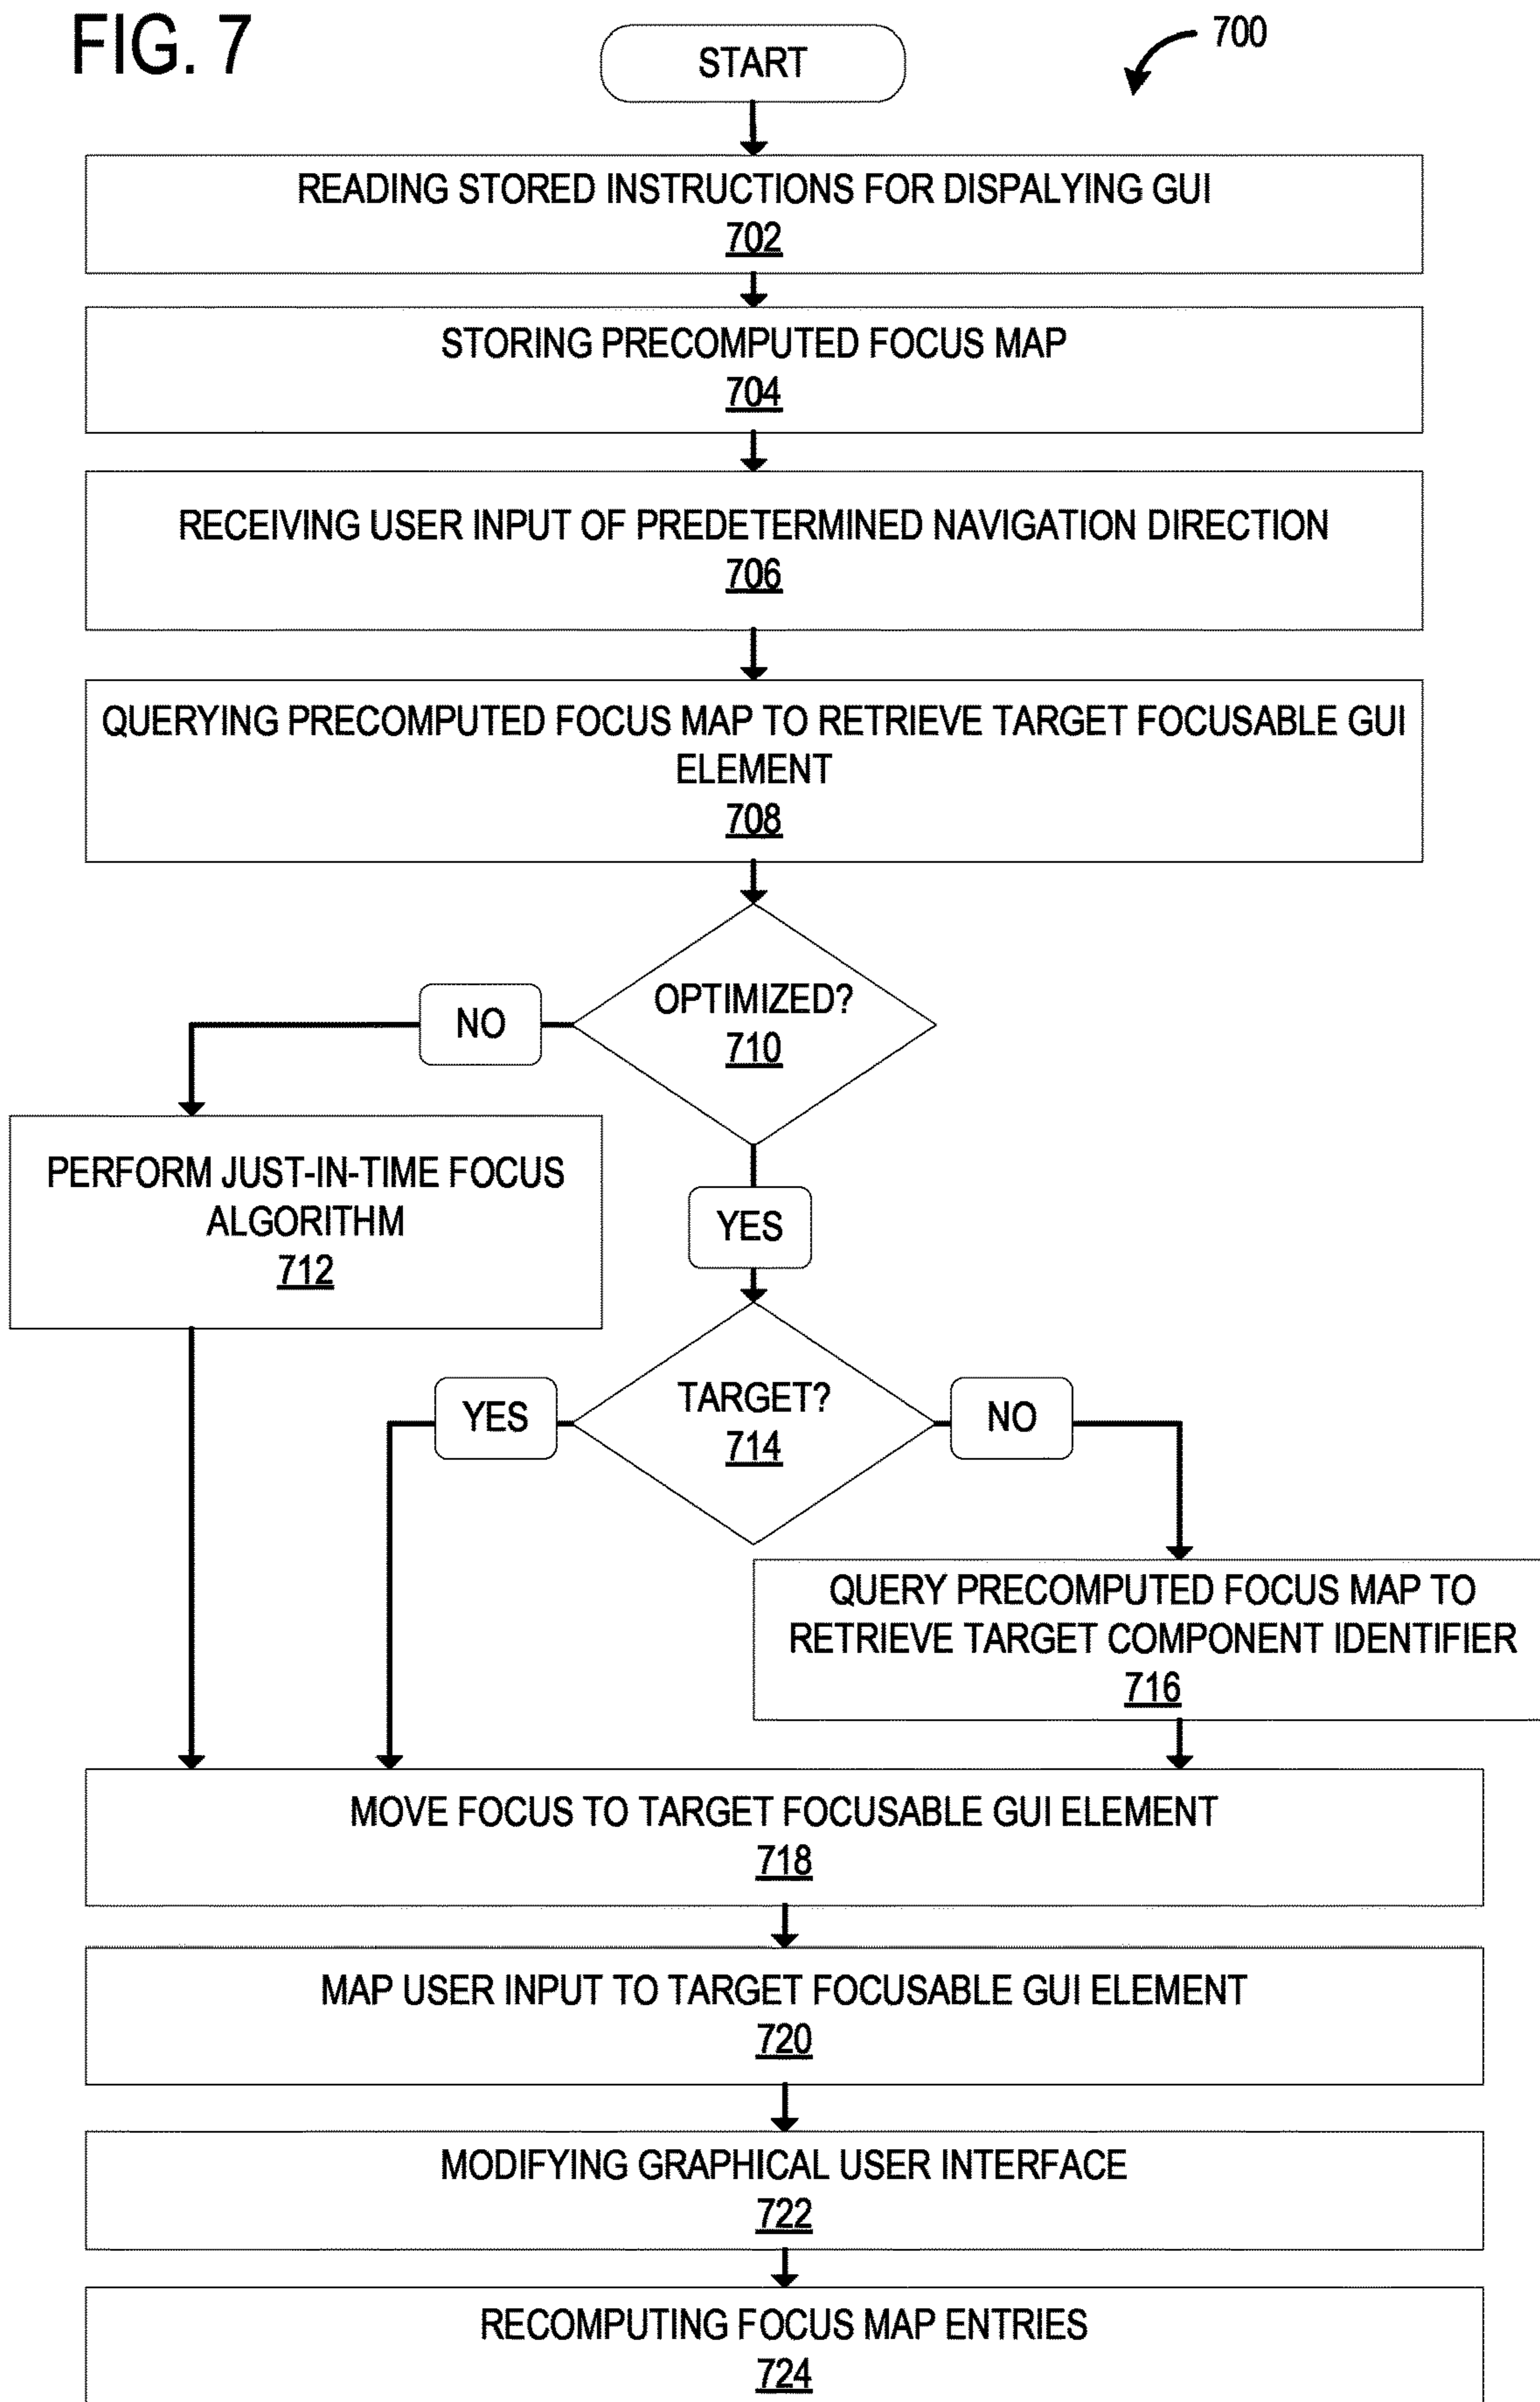 FIG. 7
START
700
READING STORED INSTRUCTIONS FOR DISPALYING GUI
702
STORING PRECOMPUTED FOCUS MAP
704
RECEIVING USER INPUT OF PREDETERMINED NAVIGATION DIRECTION
706
QUERYING PRECOMPUTED FOCUS MAP TO RETRIEVE TARGET FOCUSABLE GUI
ELEMENT
708
OPTIMIZED?
710
NO
PERFORM JUST-IN-TIME FOCUS
ALGORITHM
712
YES
TARGET?
714
YES
NO
QUERY PRECOMPUTED FOCUS MAP TO
RETRIEVE TARGET COMPONENT IDENTIFIER
716
MOVE FOCUS TO TARGET FOCUSABLE GUI ELEMENT
718
MAP USER INPUT TO TARGET FOCUSABLE GUI ELEMENT
720
MODIFYING GRAPHICAL USER INTERFACE
722
RECOMPUTING FOCUS MAP ENTRIES
724